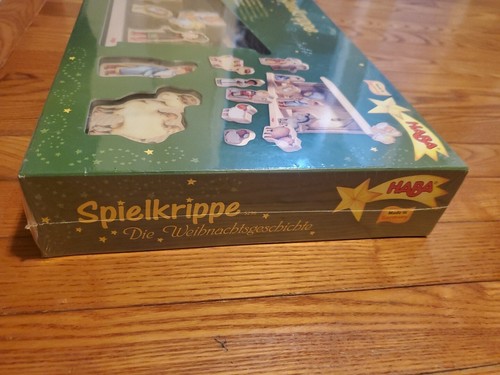 HABA
HABA
Spielkrippe
Die Weihnachtsgeschichte